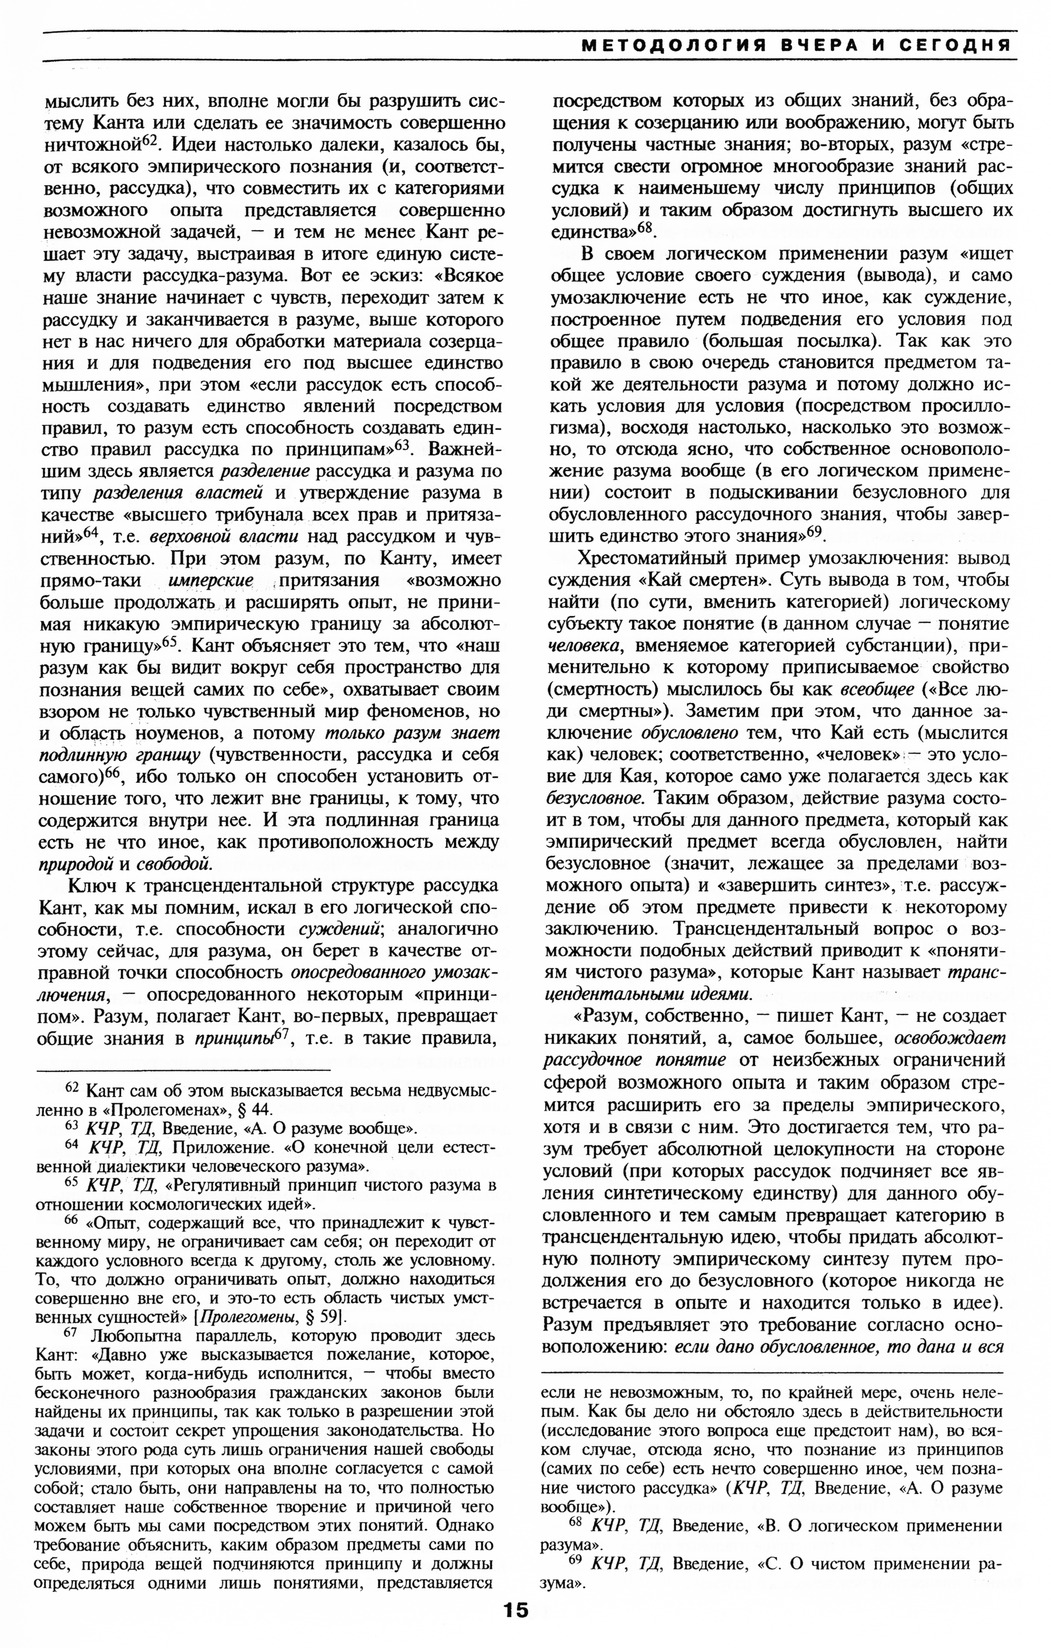 МЕТОДОЛОГИЯ ВЧЕРА И СЕГОДНЯ
мыслить без них, вполне могли бы разрушить сис-
тему Канта или сделать ее значимость совершенно
ничтожной⁶². Идеи настолько далеки, казалось бы,
от всякого эмпирического познания (и, соответст-
венно, рассудка), что совместить их с категориями
возможного опыта представляется совершенно
невозможной задачей, — и тем не менее Кант ре-
шает эту задачу, выстраивая в итоге единую систе-
му власти рассудка-разума. Вот ее эскиз: «Всякое
наше знание начинает с чувств, переходит затем к
рассудку и заканчивается в разуме, выше которого
нет в нас ничего для обработки материала созерца-
ния и для подведения его под высшее единство
мышления», при этом «если рассудок есть способ-
ность создавать единство явлений посредством
правил, то разум есть способность создавать един-
ство правил рассудка по принципам»⁶³. Важней-
шим здесь является разделение рассудка и разума по
типу разделения властей и утверждение разума в
качестве «высшего трибунала всех прав и притяза-
ний»⁶⁴, т.е. верховной власти над рассудком и чув-
ственностью. При этом разум, по Канту, имеет
прямо-таки имперские притязания «возможно
больше продолжать и расширять опыт, не прини-
мая никакую эмпирическую границу за абсолют-
ную границу»⁶⁵. Кант объясняет это тем, что «наш
разум как бы видит вокруг себя пространство для
познания вещей самих по себе», охватывает своим
взором не только чувственный мир феноменов, но
и область ноуменов, а потому только разум знает
подлинную границу (чувственности, рассудка и себя
самого)⁶⁶, ибо только он способен установить от-
ношение того, что лежит вне границы, к тому, что
содержится внутри нее. И эта подлинная граница
есть не что иное, как противоположность между
природой и свободой.
Ключ к трансцендентальной структуре рассудка
Кант, как мы помним, искал в его логической спо-
собности, т.е. способности суждений; аналогично
этому сейчас, для разума, он берет в качестве от-
правной точки способность опосредованного умозак-
лючения, — опосредованного некоторым «принци-
пом». Разум, полагает Кант, во-первых, превращает
общие знания в принципы⁶⁷, т.е. в такие правила,
⁶² Кант сам об этом высказывается весьма недвусмыс-
ленно в «Пролегоменах», § 44.
⁶³ КЧР, ТД, Введение, «А. О разуме вообще».
⁶⁴ КЧР, ТД, Приложение. «О конечной цели естест-
венной диалектики человеческого разума».
⁶⁵ КЧР, ТД, «Регулятивный принцип чистого разума в
отношении космологических идей».
⁶⁶ «Опыт, содержащий все, что принадлежит к чувст-
венному миру, не ограничивает сам себя; он переходит от
каждого условного всегда к другому, столь же условному.
То, что должно ограничивать опыт, должно находиться
совершенно вне его, и это-то есть область чистых умст-
венных сущностей» [Пролегомены, § 59].
⁶⁷ Любопытна параллель, которую проводит здесь
Кант: «Давно уже высказывается пожелание, которое,
быть может, когда-нибудь исполнится, — чтобы вместо
бесконечного разнообразия гражданских законов были
найдены их принципы, так как только в разрешении этой
задачи и состоит секрет упрощения законодательства. Но
законы этого рода суть лишь ограничения нашей свободы
условиями, при которых она вполне согласуется с самой
собой; стало быть, они направлены на то, что полностью
составляет наше собственное творение и причиной чего
можем быть мы сами посредством этих понятий. Однако
требование объяснить, каким образом предметы сами по
себе, природа вещей подчиняются принципу и должны
определяться одними лишь понятиями, представляется
посредством которых из общих знаний, без обра-
щения к созерцанию или воображению, могут быть
получены частные знания; во-вторых, разум «стре-
мится свести огромное многообразие знаний рас-
судка к наименьшему числу принципов (общих
условий) и таким образом достигнуть высшего их
единства»⁶⁸.
В своем логическом применении разум «ищет
общее условие своего суждения (вывода), и само
умозаключение есть не что иное, как суждение,
построенное путем подведения его условия под
общее правило (большая посылка). Так как это
правило в свою очередь становится предметом та-
кой же деятельности разума и потому должно ис-
кать условия для условия (посредством просилло-
гизма), восходя настолько, насколько это возмож-
но, то отсюда ясно, что собственное основополо-
жение разума вообще (в его логическом примене-
нии) состоит в подыскивании безусловного для
обусловленного рассудочного знания, чтобы завер-
шить единство этого знания»⁶⁹.
Хрестоматийный пример умозаключения: вывод
суждения «Кай смертен». Суть вывода в том, чтобы
найти (по сути, вменить категорией) логическому
субъекту такое понятие (в данном случае — понятие
человека, вменяемое категорией субстанции), при-
менительно к которому приписываемое свойство
(смертность) мыслилось бы как всеобщее («Все лю-
ди смертны»). Заметим при этом, что данное за-
ключение обусловлено тем, что Кай есть (мыслится
как) человек; соответственно, «человек» — это усло-
вие для Кая, которое само уже полагается здесь как
безусловное. Таким образом, действие разума состо-
ит в том, чтобы для данного предмета, который как
эмпирический предмет всегда обусловлен, найти
безусловное (значит, лежащее за пределами воз-
можного опыта) и «завершить синтез», т.е. рассуж-
дение об этом предмете привести к некоторому
заключению. Трансцендентальный вопрос о воз-
можности подобных действий приводит к «поняти-
ям чистого разума», которые Кант называет транс-
цендентальными идеями.
«Разум, собственно, — пишет Кант, — не создает
никаких понятий, а, самое большее, освобождает
рассудочное понятие от неизбежных ограничений
сферой возможного опыта и таким образом стре-
мится расширить его за пределы эмпирического,
хотя и в связи с ним. Это достигается тем, что ра-
зум требует абсолютной целокупности на стороне
условий (при которых рассудок подчиняет все яв-
ления синтетическому единству) для данного обу-
словленного и тем самым превращает категорию в
трансцендентальную идею, чтобы придать абсолют-
ную полноту эмпирическому синтезу путем про-
должения его до безусловного (которое никогда не
встречается в опыте и находится только в идее).
Разум предъявляет это требование согласно осно-
воположению: если дано обусловленное, то дана и вся
если не невозможным, то, по крайней мере, очень неле-
пым. Как бы дело ни обстояло здесь в действительности
(исследование этого вопроса еще предстоит нам), во вся-
ком случае, отсюда ясно, что познание из принципов
(самих по себе) есть нечто совершенно иное, чем позна-
ние чистого рассудка» (КЧР, ТД, Введение, «А. О разуме
вообще»).
⁶⁸ КЧР, ТД, Введение, «В. О логическом применении
разума».
⁶⁹ КЧР, ТД, Введение, «С. О чистом применении ра-
зума».
15